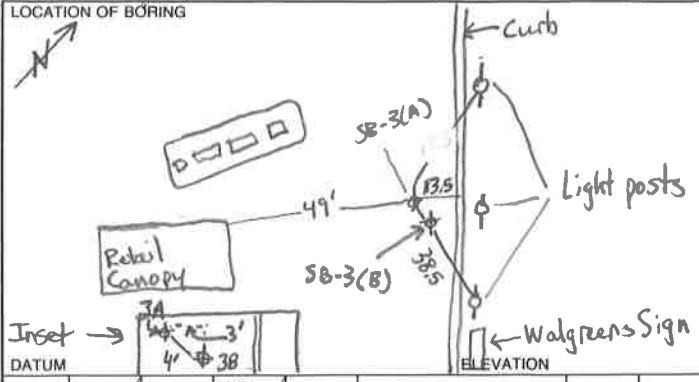 LOCATION OF BORING
Curb
N
SB-3(A)
13.5
Light posts
49'
Retail
Canopy
SB-3(B)
38.5
3A
Inset
3'
4'
38
Walgreens Sign
DATUM
ELEVATION